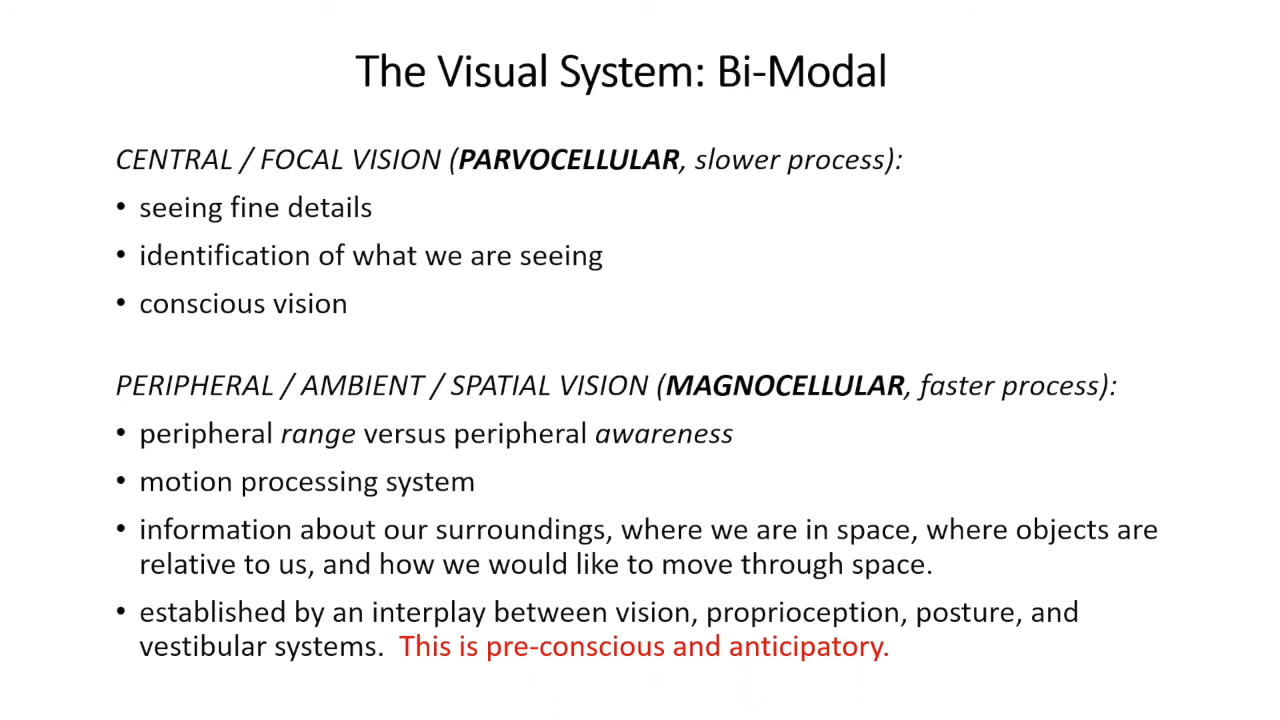 The Visual System: Bi-Modal
CENTRAL / FOCAL VISION (PARVOCELLULAR, slower process):
• seeing fine details
• identification of what we are seeing
• conscious vision
PERIPHERAL / AMBIENT / SPATIAL VISION (MAGNOCELLULAR, faster process):
• peripheral range versus peripheral awareness
• motion processing system
• information about our surroundings, where we are in space, where objects are
relative to us, and how we would like to move through space.
• established by an interplay between vision, proprioception, posture, and
vestibular systems. This is pre-conscious and anticipatory.